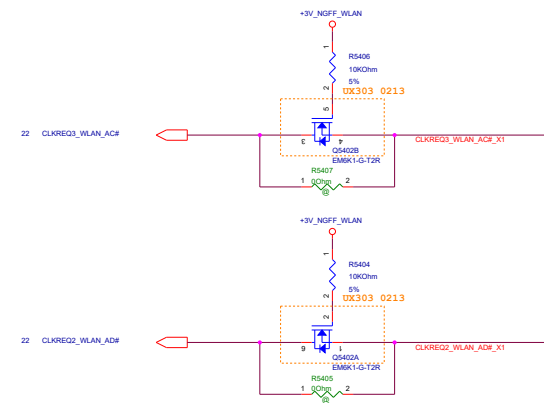 +3V_NGFF_WLAN
1
R5406
10KOhm
2
5%
UX303 0213
5
22 CLKREQ3_WLAN_AC#
3
4
CLKREQ3_WLAN_AC#_X1
Q5402B
EM6K1-G-T2R
R5407
1 0Ohm 2
@
+3V_NGFF_WLAN
1
R5404
10KOhm
2
5%
UX303 0213
2
22 CLKREQ2_WLAN_AD#
6
1
CLKREQ2_WLAN_AD#_X1
Q5402A
EM6K1-G-T2R
R5405
1 0Ohm 2
@